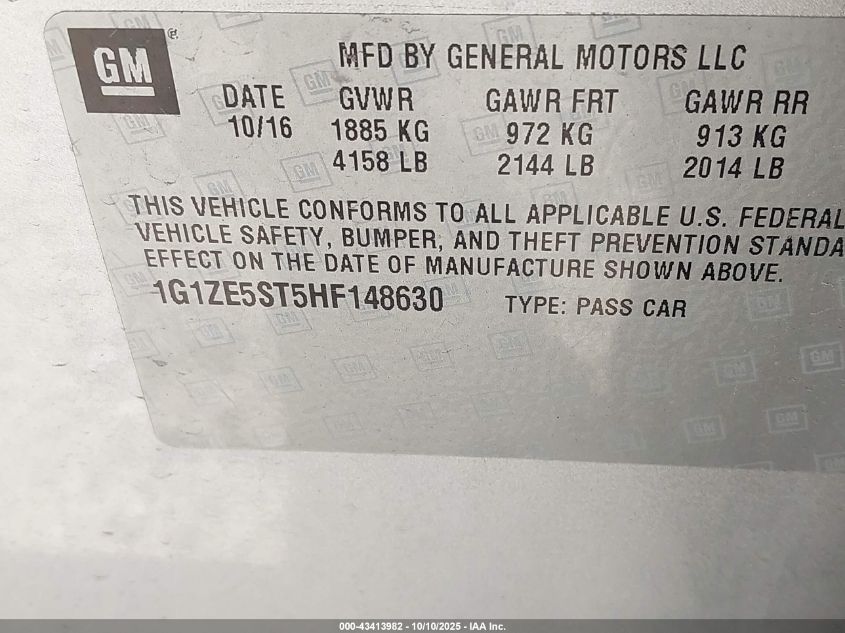 GM
MFD BY GENERAL MOTORS LLC
DATE GVWR GAWR FRT GAWR RR
10/16 1885 KG 972 KG 913 KG
4158 LB 2144 LB 2014 LB
THIS VEHICLE CONFORMS TO ALL APPLICABLE U.S. FEDERAL
VEHICLE SAFETY, BUMPER, AND THEFT PREVENTION STANDA
EFFECT ON THE DATE OF MANUFACTURE SHOWN ABOVE.
1G1ZE5ST5HF148630 TYPE: PASS CAR
000-43413982 - 10/10/2025 - IAA Inc.